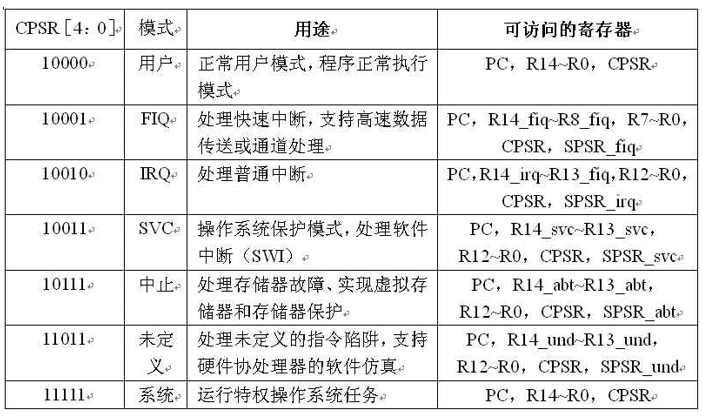 CPSR［4：0］ 模式 用途 可访问的寄存器
10000 用户 正常用户模式，程序正常执行 PC，R14~R0，CPSR
模式
10001 FIQ 处理快速中断，支持高速数据 PC，R14_fiq~R8_fiq，R7~R0，
传送或通道处理 CPSR，SPSR_fiq
10010 IRQ 处理普通中断 PC,R14_irq~R13_fiq,R12~R0,
CPSR，SPSR_irq
10011 SVC 操作系统保护模式，处理软件 PC，R14_svc~R13_svc，
中断（SWI） R12~R0，CPSR，SPSR_svc
10111 中止 处理存储器故障、实现虚拟存 PC，R14_abt~R13_abt，
储器和存储器保护 R12~R0，CPSR，SPSR_abt
11011 未定 处理未定义的指令陷阱，支持 PC，R14_und~R13_und，
义 硬件协处理器的软件仿真 R12~R0，CPSR，SPSR_und
11111 系统 运行特权操作系统任务 PC，R14~R0，CPSR